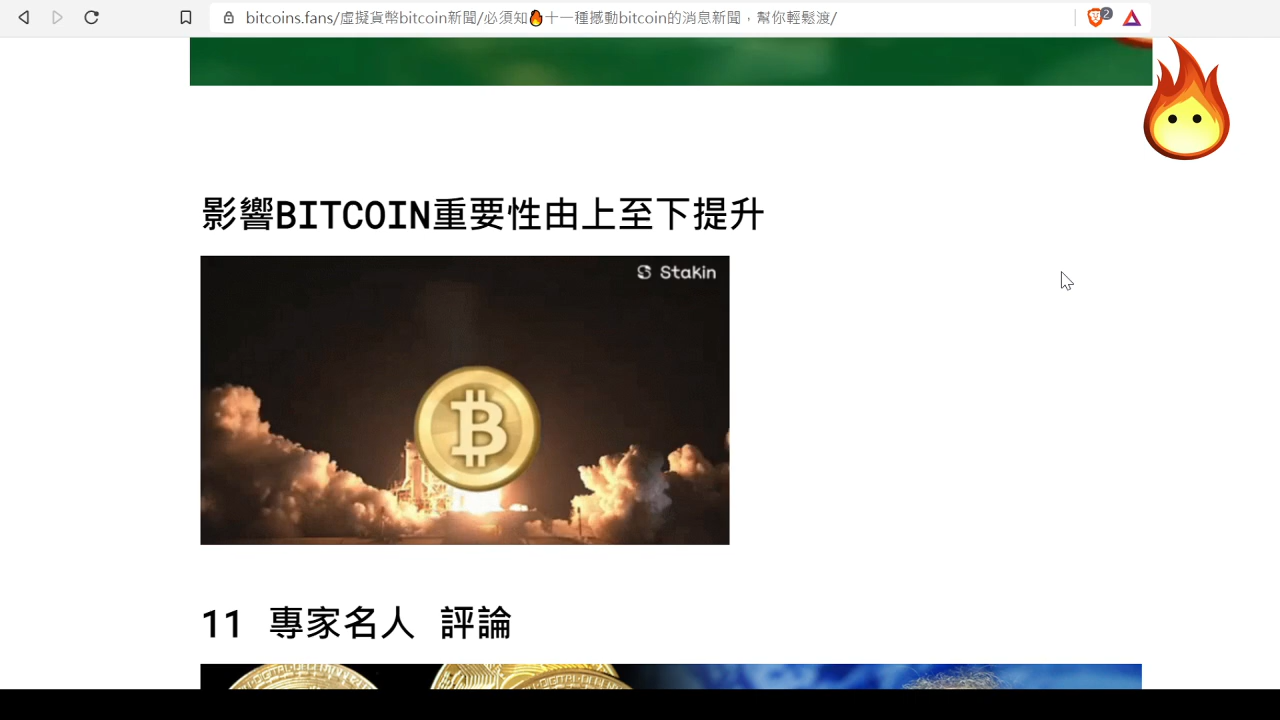 bitcoins.fans/虛擬貨幣bitcoin新聞/必須知🔥十一種撼動bitcoin的消息新聞，幫你輕鬆渡/
2
影響BITCOIN重要性由上至下提升
Stakin
11 專家名人 評論